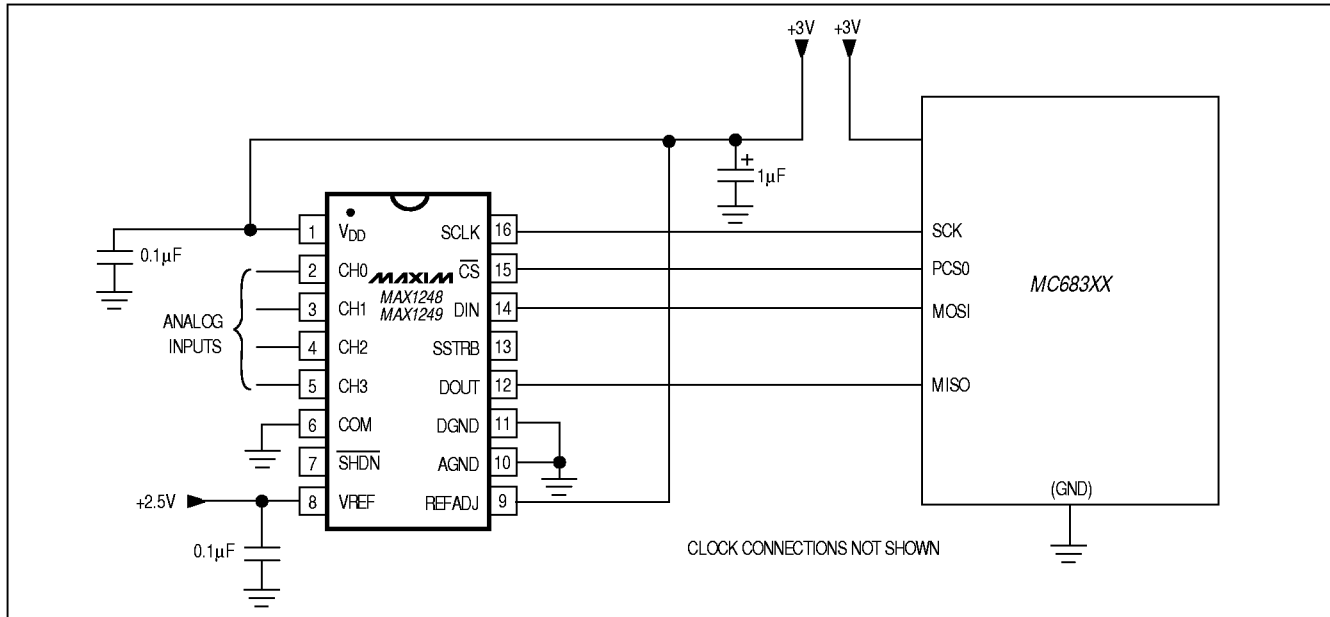 +3V +3V
+
1µF
0.1µF
1 VDD SCLK 16 SCK
2 CH0 MAXIM CS 15 PCS0 MC683XX
MAX1248
3 CH1 MAX1249 DIN 14 MOSI
ANALOG
INPUTS
4 CH2 SSTRB 13
5 CH3 DOUT 12 MISO
6 COM DGND 11
7 SHDN AGND 10
+2.5V 8 VREF REFADJ 9
(GND)
0.1µF
CLOCK CONNECTIONS NOT SHOWN